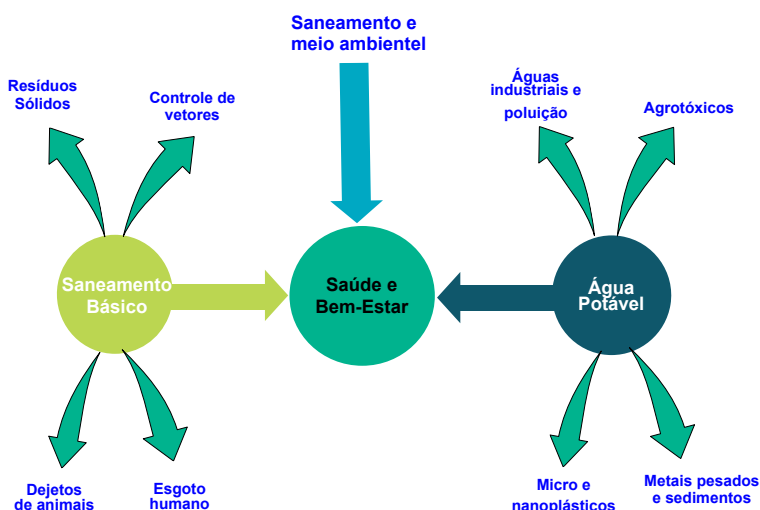 Saneamento e
meio ambientel
Resíduos
Sólidos
Controle de
vetores
Águas
industriais e
poluição
Agrotóxicos
Saneamento
Básico
Saúde e
Bem-Estar
Água
Potável
Dejetos
de animais
Esgoto
humano
Micro e
nanoplásticos
Metais pesados
e sedimentos